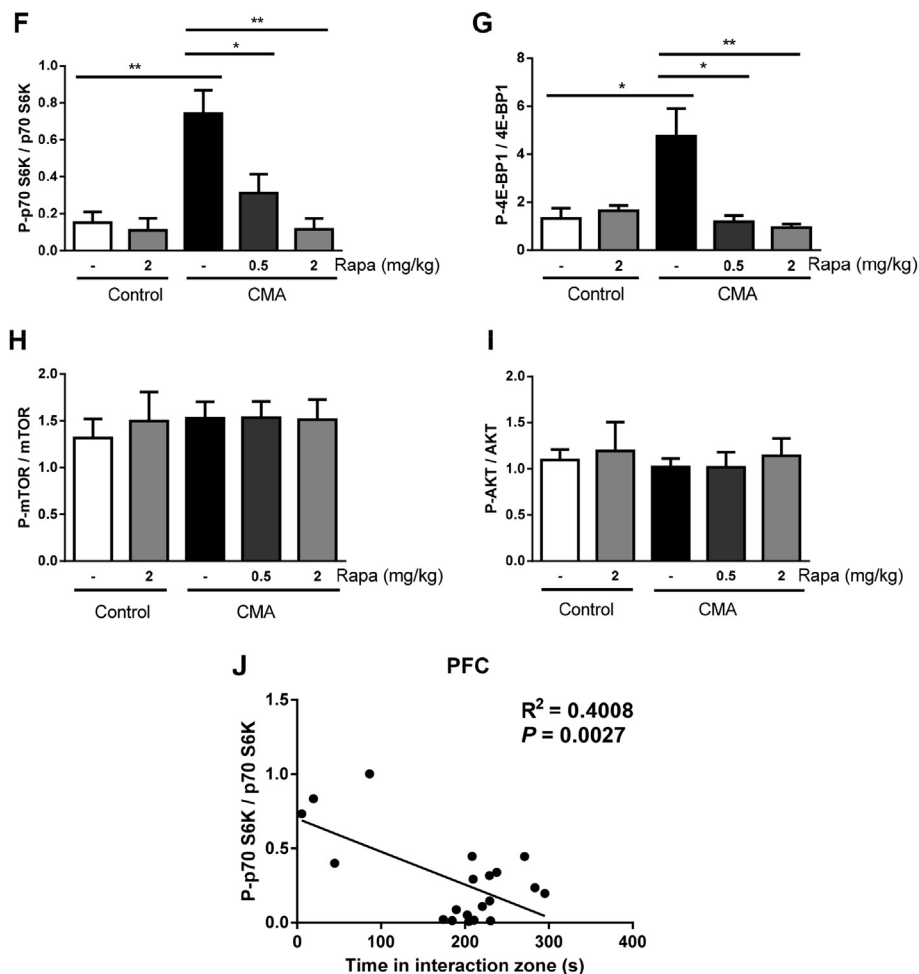 F
**
*
**
P-p70 S6K / p70 S6K
1.0
0.8
0.6
0.4
0.2
0.0
- 2 - 0.5 2 Rapa (mg/kg)
Control CMA
G
**
*
*
P-4E-BP1 / 4E-BP1
8
6
4
2
0
- 2 - 0.5 2 Rapa (mg/kg)
Control CMA
H
P-mTOR / mTOR
2.0
1.5
1.0
0.5
0.0
- 2 - 0.5 2 Rapa (mg/kg)
Control CMA
I
P-AKT / AKT
2.0
1.5
1.0
0.5
0.0
- 2 - 0.5 2 Rapa (mg/kg)
Control CMA
J
PFC
R² = 0.4008
P = 0.0027
P-p70 S6K / p70 S6K
1.5
1.0
0.5
0.0
0 100 200 300 400
Time in interaction zone (s)